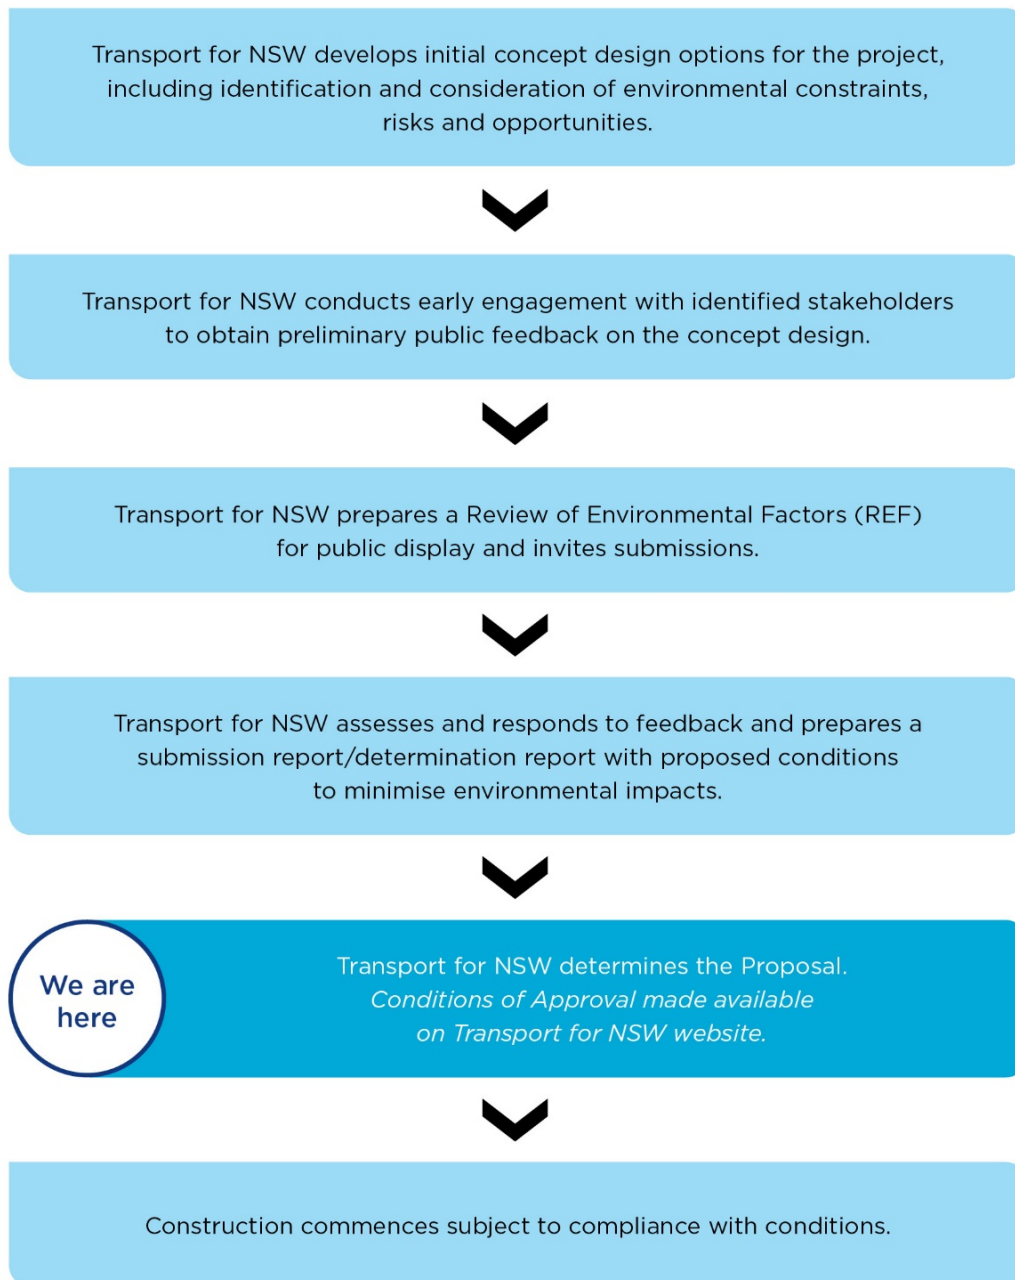 Transport for NSW develops initial concept design options for the project,
including identification and consideration of environmental constraints,
risks and opportunities.
Transport for NSW conducts early engagement with identified stakeholders
to obtain preliminary public feedback on the concept design.
Transport for NSW prepares a Review of Environmental Factors (REF)
for public display and invites submissions.
Transport for NSW assesses and responds to feedback and prepares a
submission report/determination report with proposed conditions
to minimise environmental impacts.
We are
here
Transport for NSW determines the Proposal.
Conditions of Approval made available
on Transport for NSW website.
Construction commences subject to compliance with conditions.